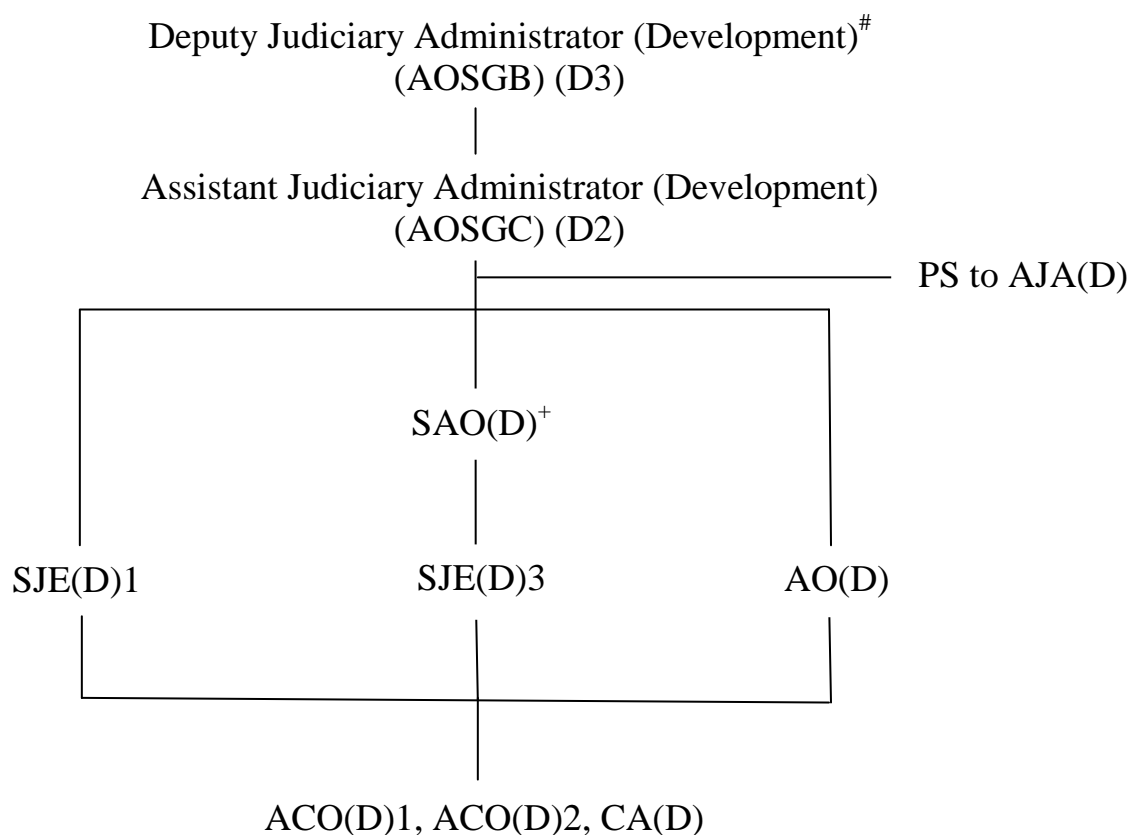 Deputy Judiciary Administrator (Development)#
(AOSGB) (D3)
Assistant Judiciary Administrator (Development)
(AOSGC) (D2)
PS to AJA(D)
SAO(D)+
SJE(D)1
SJE(D)3
AO(D)
ACO(D)1, ACO(D)2, CA(D)